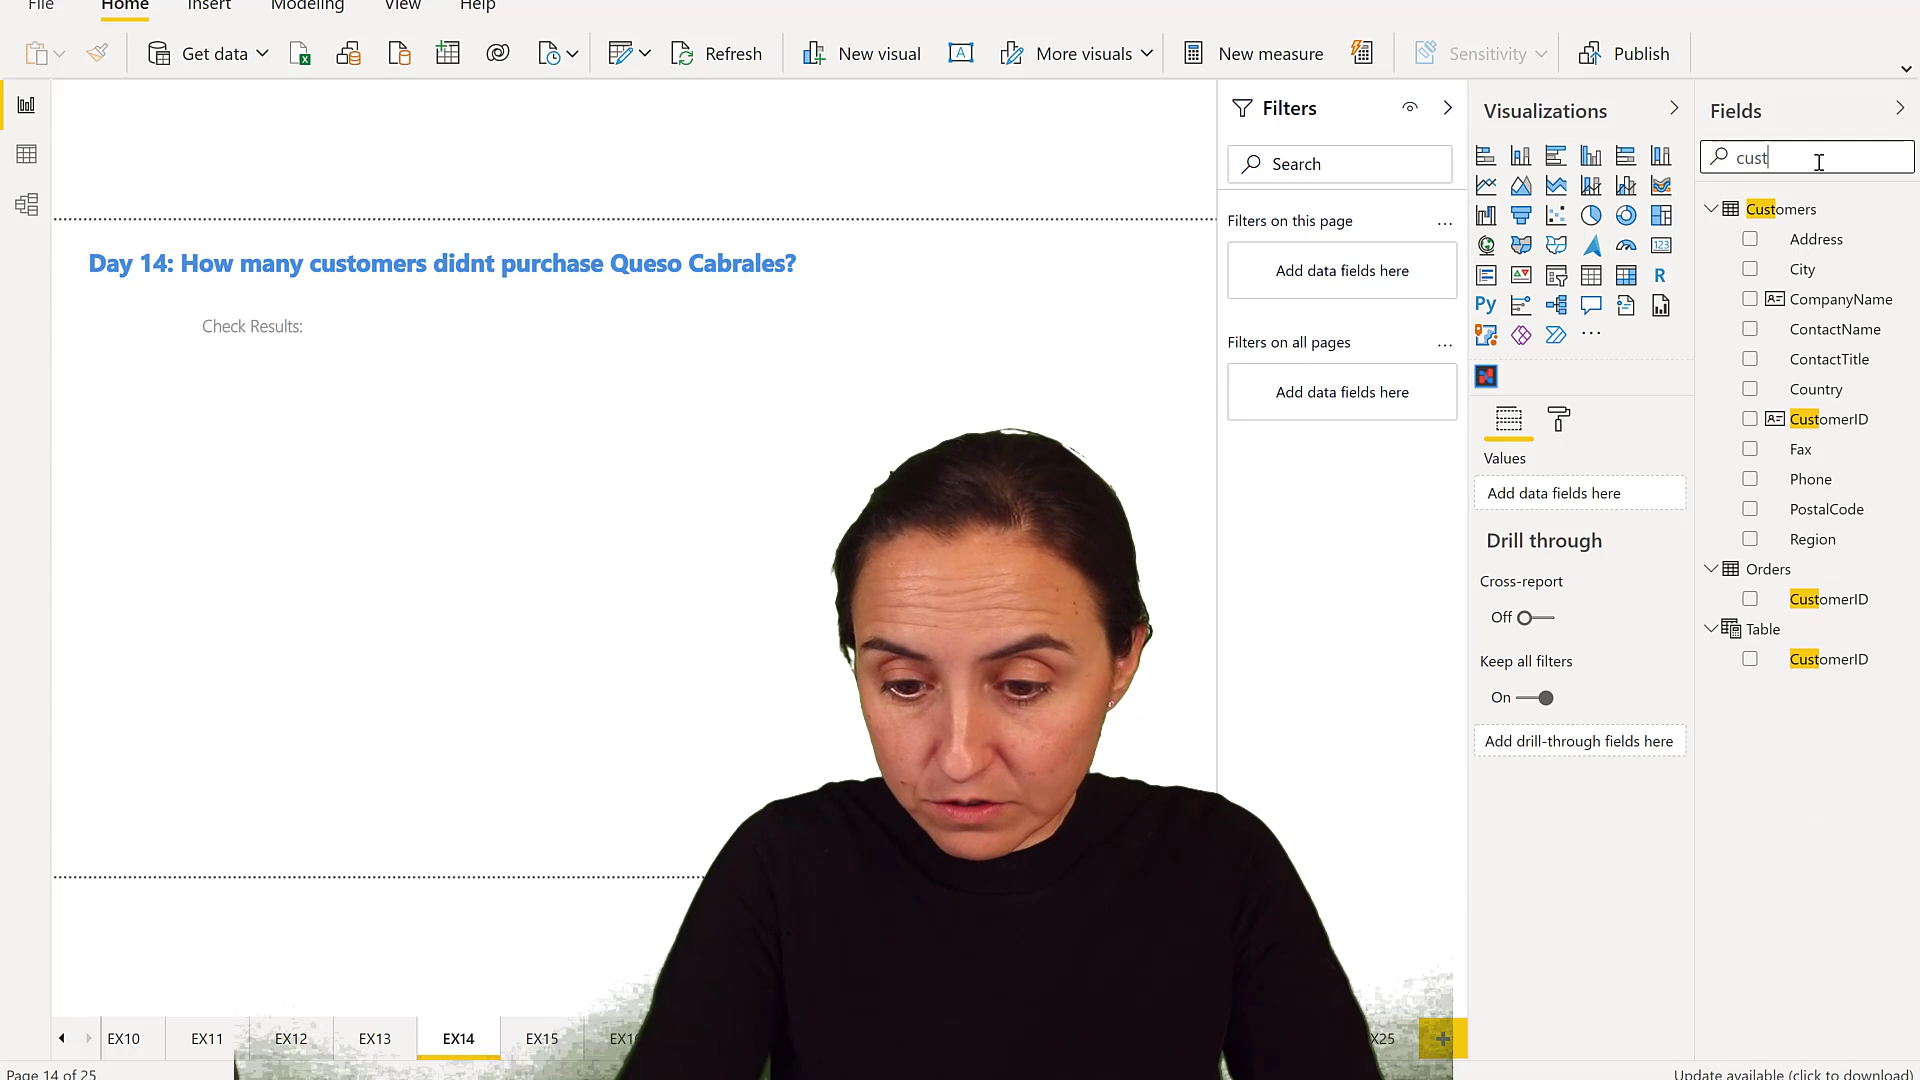 File
Home
Insert
Modeling
View
Help
Get data
Refresh
New visual
A
More visuals
New measure
Sensitivity
Publish
Filters
Search
Filters on this page
...
Add data fields here
Filters on all pages
...
Add data fields here
Visualizations
123
R
Py
...
Values
Add data fields here
Drill through
Cross-report
Off
Keep all filters
On
Add drill-through fields here
Fields
cust
Customers
Address
City
CompanyName
ContactName
ContactTitle
Country
CustomerID
Fax
Phone
PostalCode
Region
Orders
CustomerID
Table
CustomerID
Day 14: How many customers didnt purchase Queso Cabrales?
Check Results:
EX10
EX11
EX12
EX13
EX14
EX15
X25
Page 14 of 25
Update available (click to download)